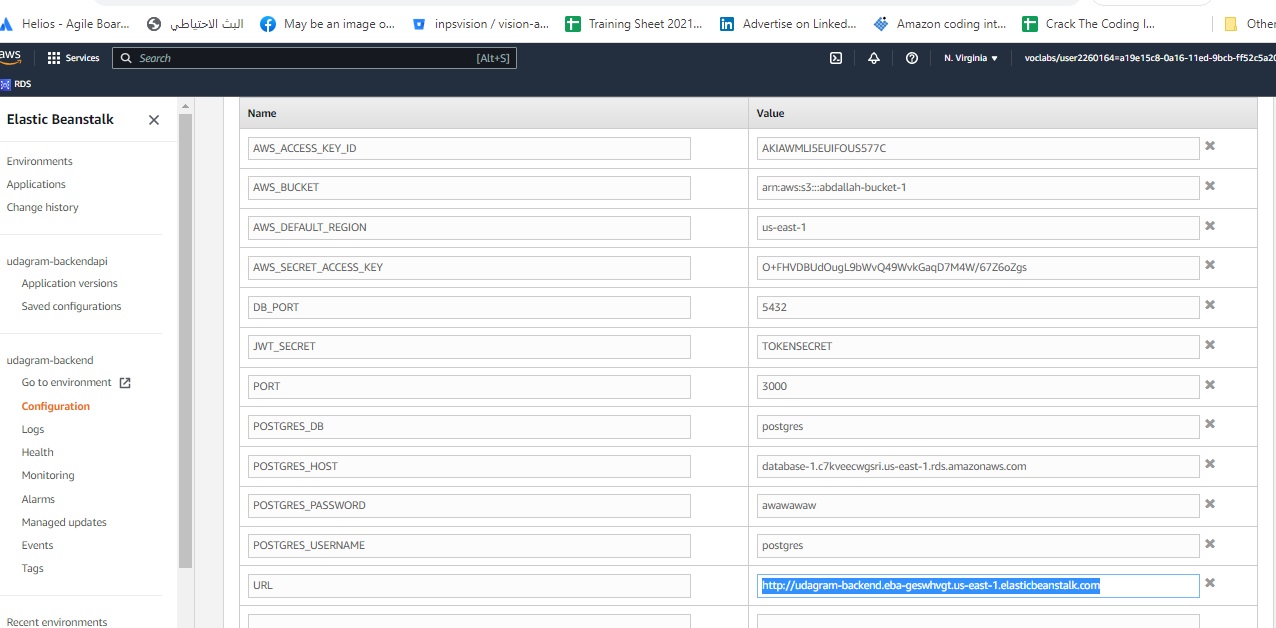 Helios - Agile Boar...
البث الاحتياطي
May be an image o...
inpsvision / vision-a...
Training Sheet 2021...
Advertise on Linked...
Amazon coding int...
Crack The Coding I...
Other
aws
Services
Search
[Alt+S]
N. Virginia
voclabs/user2260164=a19e15c8-0a16-11ed-9bcb-ff52c5a20
RDS
Elastic Beanstalk
Environments
Applications
Change history
udagram-backendapi
Application versions
Saved configurations
udagram-backend
Go to environment
Configuration
Logs
Health
Monitoring
Alarms
Managed updates
Events
Tags
Recent environments
Name Value
AWS_ACCESS_KEY_ID AKIAWMLI5EUIFOUS577C
AWS_BUCKET arn:aws:s3:::abdallah-bucket-1
AWS_DEFAULT_REGION us-east-1
AWS_SECRET_ACCESS_KEY O+FHVDBUdOugL9bWvQ49WvkGaqD7M4W/67Z6oZgs
DB_PORT 5432
JWT_SECRET TOKENSECRET
PORT 3000
POSTGRES_DB postgres
POSTGRES_HOST database-1.c7kveecwgsri.us-east-1.rds.amazonaws.com
POSTGRES_PASSWORD awawawaw
POSTGRES_USERNAME postgres
URL http://udagram-backend.eba-geswhvgt.us-east-1.elasticbeanstalk.com